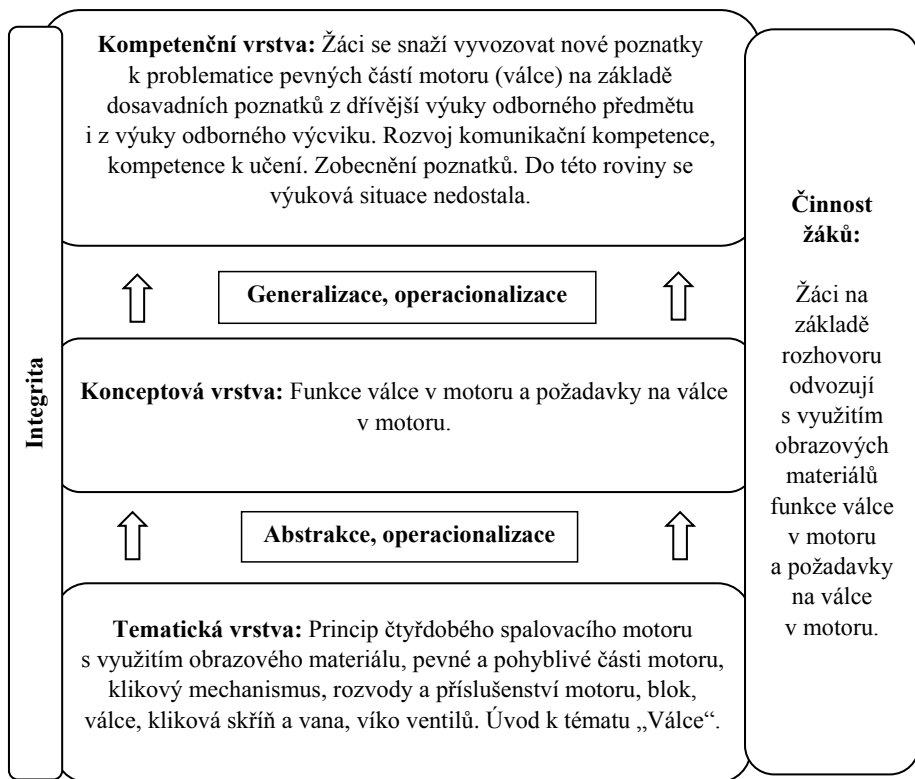 Integrita
Kompetenční vrstva: Žáci se snaží vyvozovat nové poznatky
k problematice pevných částí motoru (válce) na základě
dosavadních poznatků z dřívější výuky odborného předmětu
i z výuky odborného výcviku. Rozvoj komunikační kompetence,
kompetence k učení. Zobecnění poznatků. Do této roviny se
výuková situace nedostala.
Generalizace, operacionalizace
Konceptová vrstva: Funkce válce v motoru a požadavky na válce
v motoru.
Abstrakce, operacionalizace
Tematická vrstva: Princip čtyřdobého spalovacího motoru
s využitím obrazového materiálu, pevné a pohyblivé části motoru,
klikový mechanismus, rozvody a příslušenství motoru, blok,
válce, kliková skříň a vana, víko ventilů. Úvod k tématu „Válce“.
Činnost
žáků:
Žáci na
základě
rozhovoru
odvozují
s využitím
obrazových
materiálů
funkce válce
v motoru
a požadavky
na válce
v motoru.